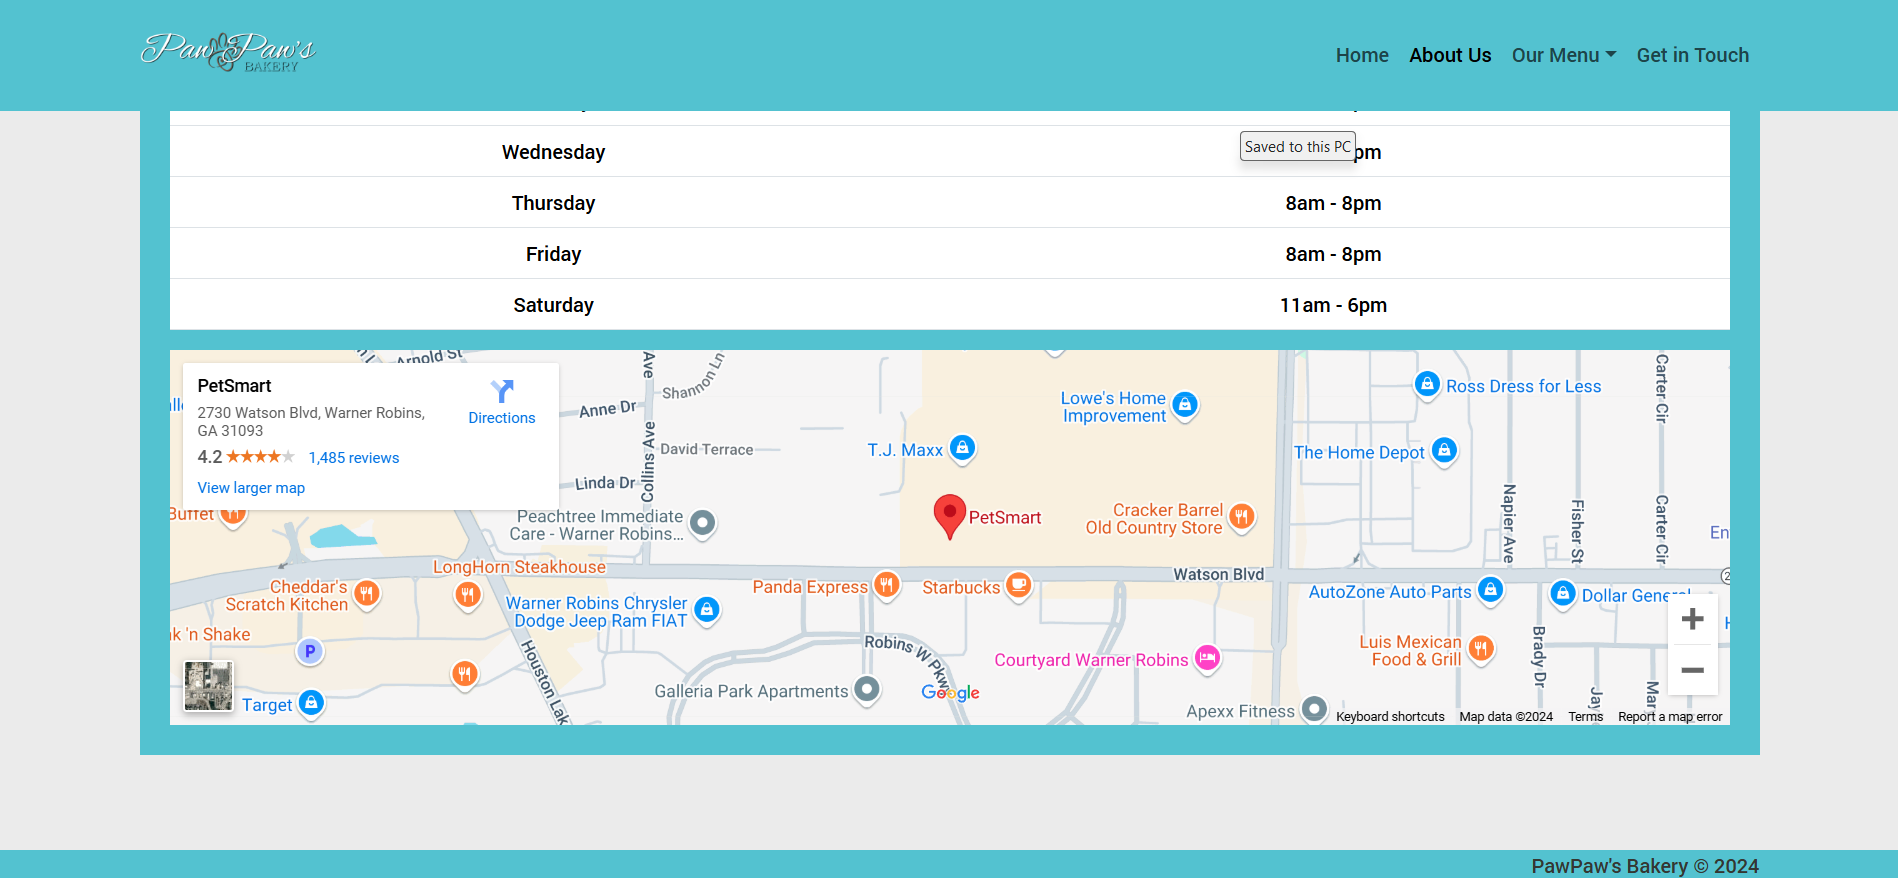 Paw Paw's
BAKERY
Home
About Us
Our Menu
Get in Touch
Wednesday
Saved to this PC
pm
Thursday
8am - 8pm
Friday
8am - 8pm
Saturday
11am - 6pm
PetSmart
2730 Watson Blvd, Warner Robins,
GA 31093
4.2
1,485 reviews
View larger map
Directions
Arnold St
Ave
Shannon Ln
Anne Dr
David Terrace
Collins Ave
Linda Dr
Peachtree Immediate
Care - Warner Robins...
Lowe's Home
Improvement
T.J. Maxx
PetSmart
Cracker Barrel
Old Country Store
Ross Dress for Less
The Home Depot
Carter Cir
Napier Ave
Fisher St
Carter Cir
En
Buffet
LongHorn Steakhouse
Cheddar's
Scratch Kitchen
Warner Robins Chrysler
Dodge Jeep Ram FIAT
Panda Express
Starbucks
Watson Blvd
AutoZone Auto Parts
Dollar General
k 'n Shake
P
Target
Houston Lak
Galleria Park Apartments
Robins W Pkwy
Google
Courtyard Warner Robins
Apexx Fitness
Luis Mexican
Food & Grill
Brady Dr
Jay
Mar
+
−
Keyboard shortcuts
Map data ©2024
Terms
Report a map error
PawPaw's Bakery © 2024